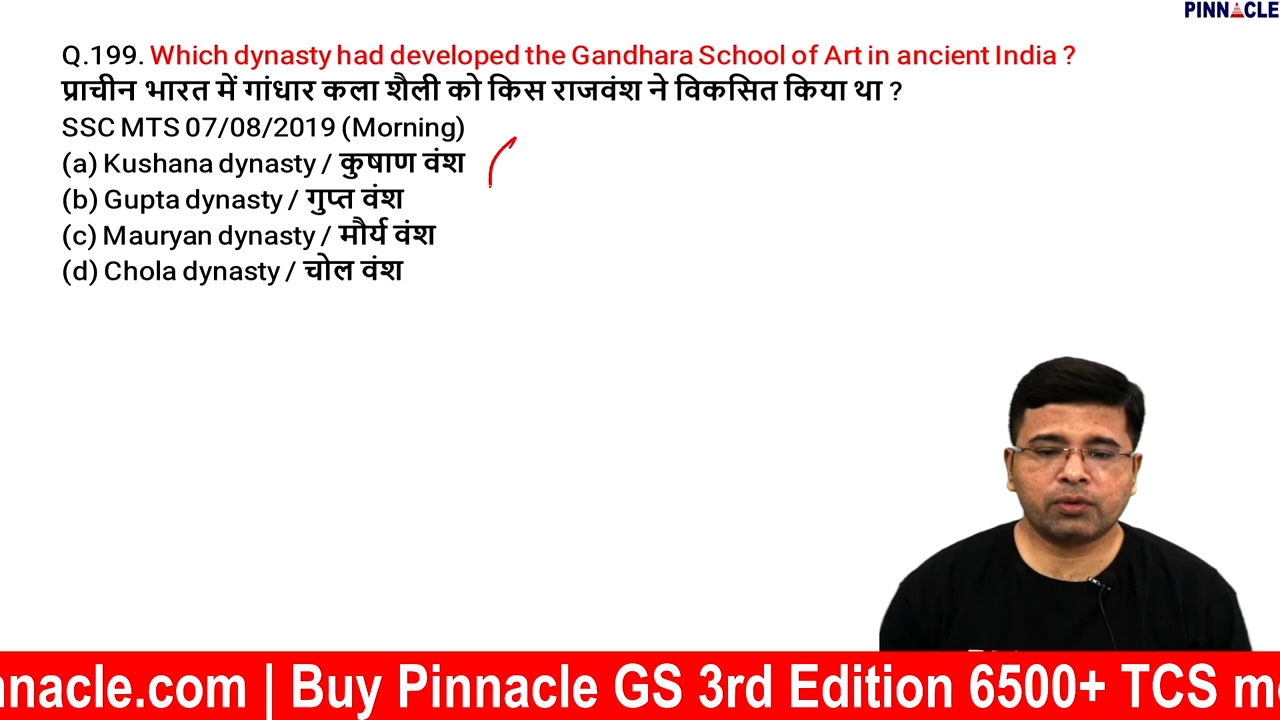 PINNACLE
Q.199. Which dynasty had developed the Gandhara School of Art in ancient India ?
प्राचीन भारत में गांधार कला शैली को किस राजवंश ने विकसित किया था ?
SSC MTS 07/08/2019 (Morning)
(a) Kushana dynasty / कुषाण वंश
(b) Gupta dynasty / गुप्त वंश
(c) Mauryan dynasty / मौर्य वंश
(d) Chola dynasty / चोल वंश
nnacle.com | Buy Pinnacle GS 3rd Edition 6500+ TCS m